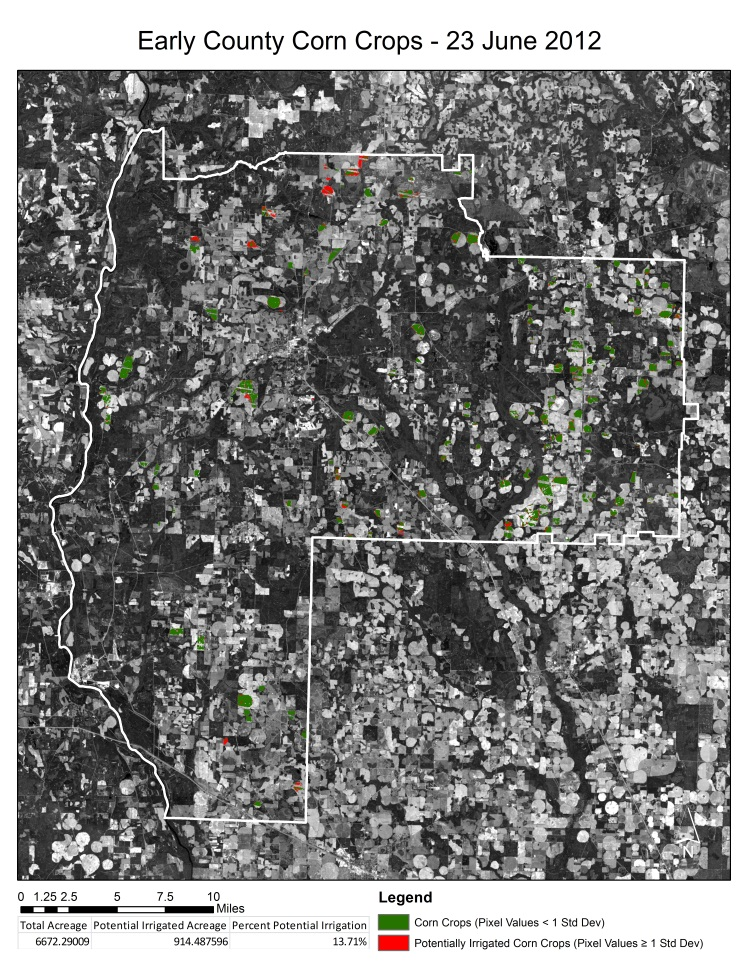 Early County Corn Crops - 23 June 2012
N
0 1.25 2.5 5 7.5 10
Miles
Total Acreage Potential Irrigated Acreage Percent Potential Irrigation
6672.29009 914.487596 13.71%
Legend
Corn Crops (Pixel Values < 1 Std Dev)
Potentially Irrigated Corn Crops (Pixel Values ≥ 1 Std Dev)